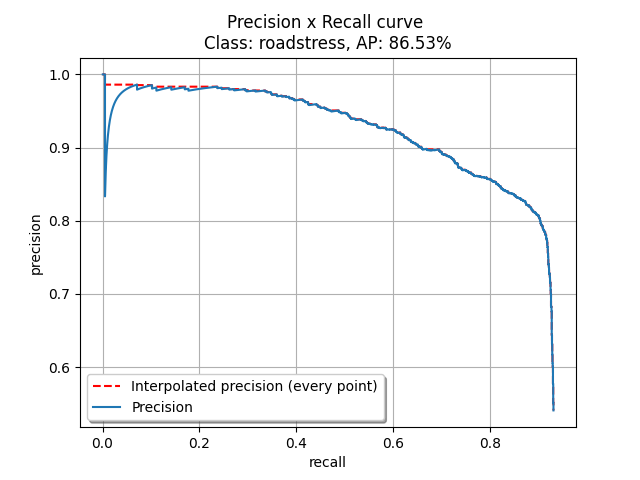 Precision x Recall curve
Class: roadstress, AP: 86.53%
precision
1.0
0.9
0.8
0.7
0.6
Interpolated precision (every point)
Precision
0.0
0.2
0.4
0.6
0.8
recall